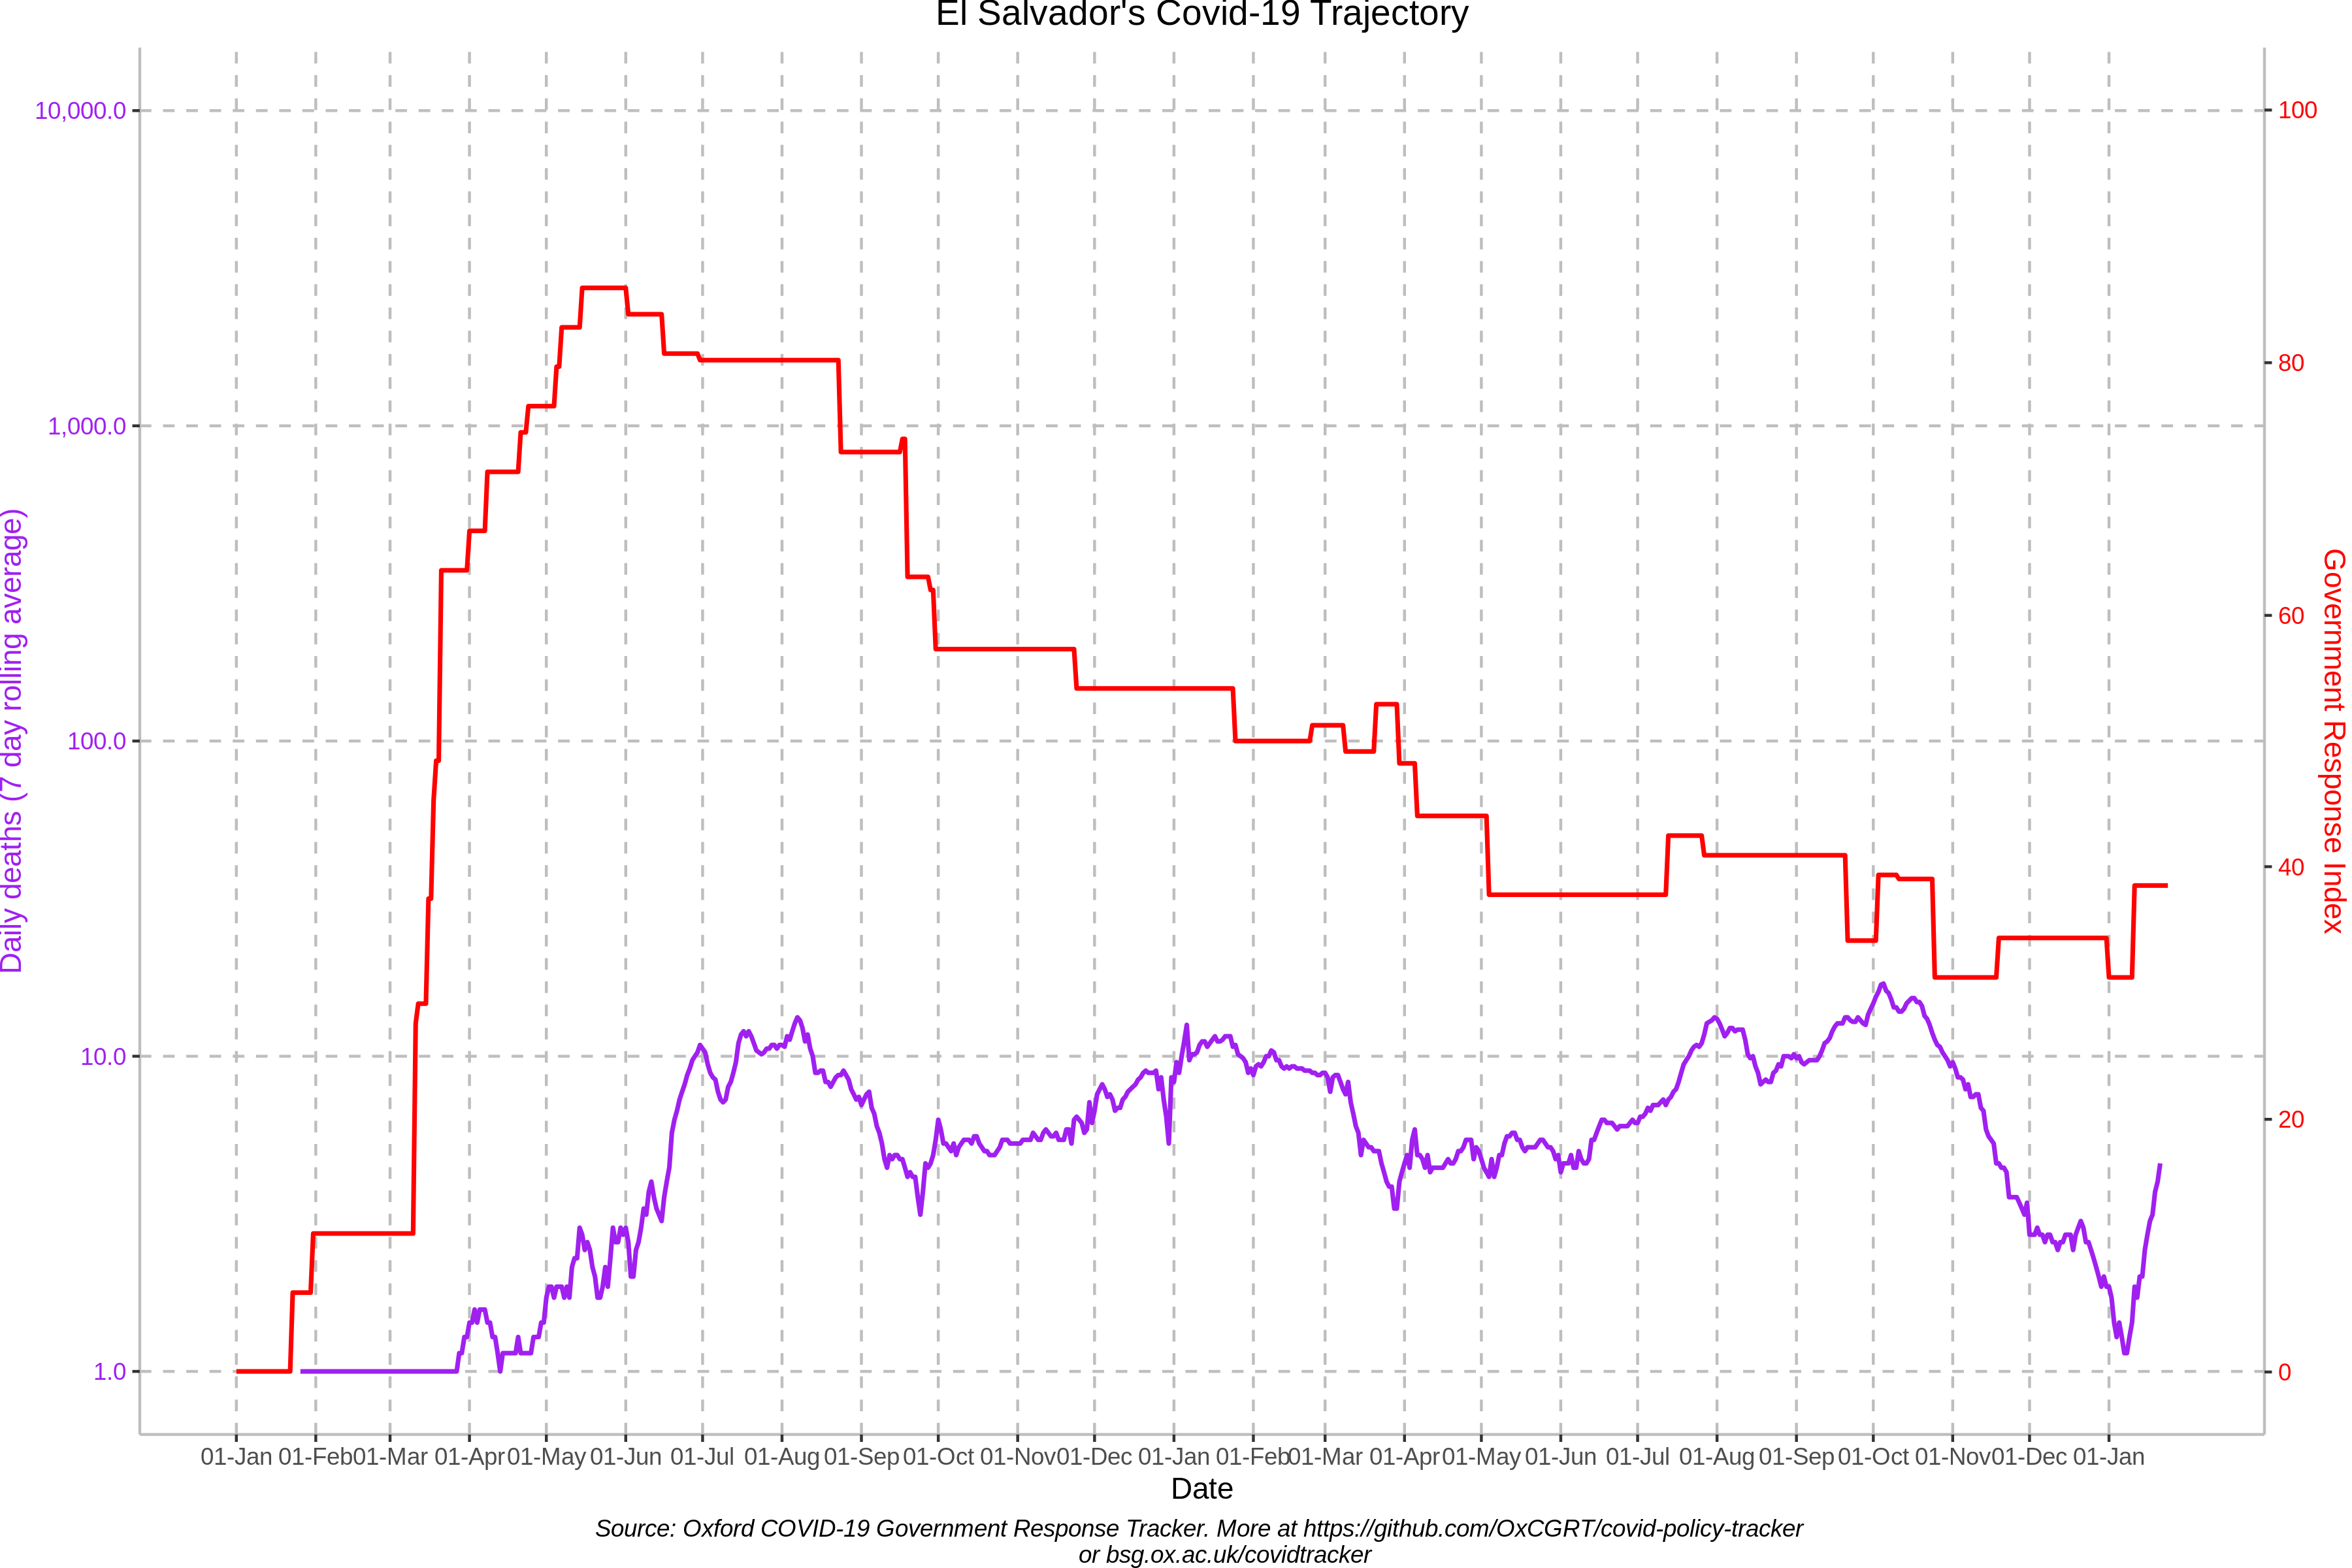 El Salvador's Covid-19 Trajectory
10,000.0
1,000.0
100.0
10.0
1.0
Daily deaths (7 day rolling average)
100
80
60
40
20
0
Government Response Index
01-Jan 01-Feb 01-Mar 01-Apr 01-May 01-Jun 01-Jul 01-Aug 01-Sep 01-Oct 01-Nov 01-Dec 01-Jan 01-Feb 01-Mar 01-Apr 01-May 01-Jun 01-Jul 01-Aug 01-Sep 01-Oct 01-Nov 01-Dec 01-Jan
Date
Source: Oxford COVID-19 Government Response Tracker. More at https://github.com/OxCGRT/covid-policy-tracker
or bsg.ox.ac.uk/covidtracker